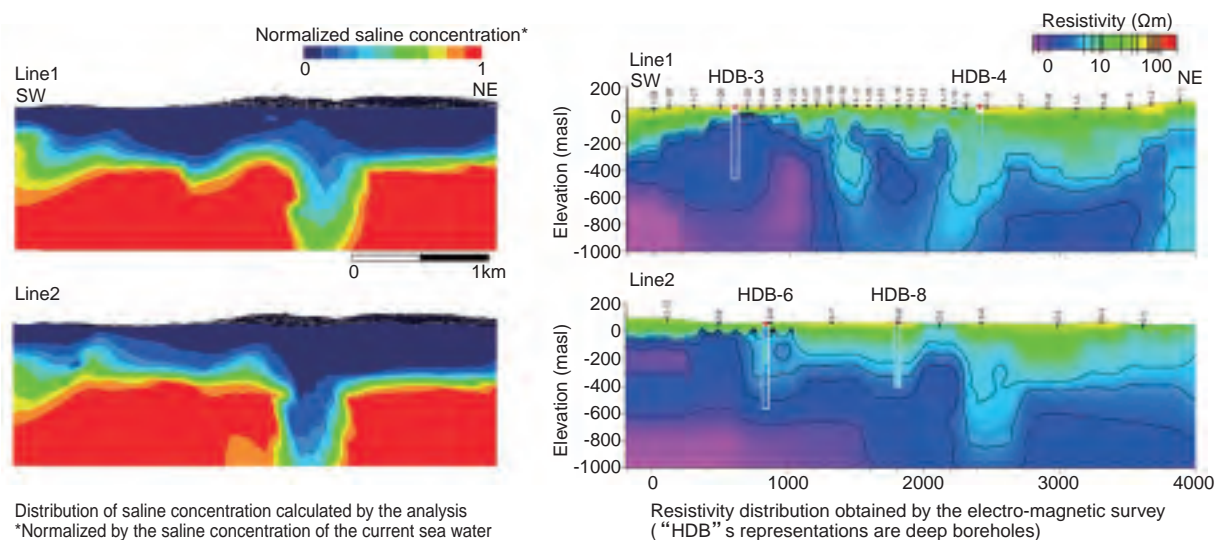 Normalized saline concentration*
0 1
Line1
SW
NE
0 1km
Line2
Distribution of saline concentration calculated by the analysis
*Normalized by the saline concentration of the current sea water
Resistivity (Ωm)
0 10 100
Line1
SW
HDB-3
HDB-4
NE
Elevation (masl)
200
0
-200
-400
-600
-800
-1000
Line2
HDB-6
HDB-8
Elevation (masl)
200
0
-200
-400
-600
-800
-1000
0 1000 2000 3000 4000
Resistivity distribution obtained by the electro-magnetic survey
( “HDB” s representations are deep boreholes)